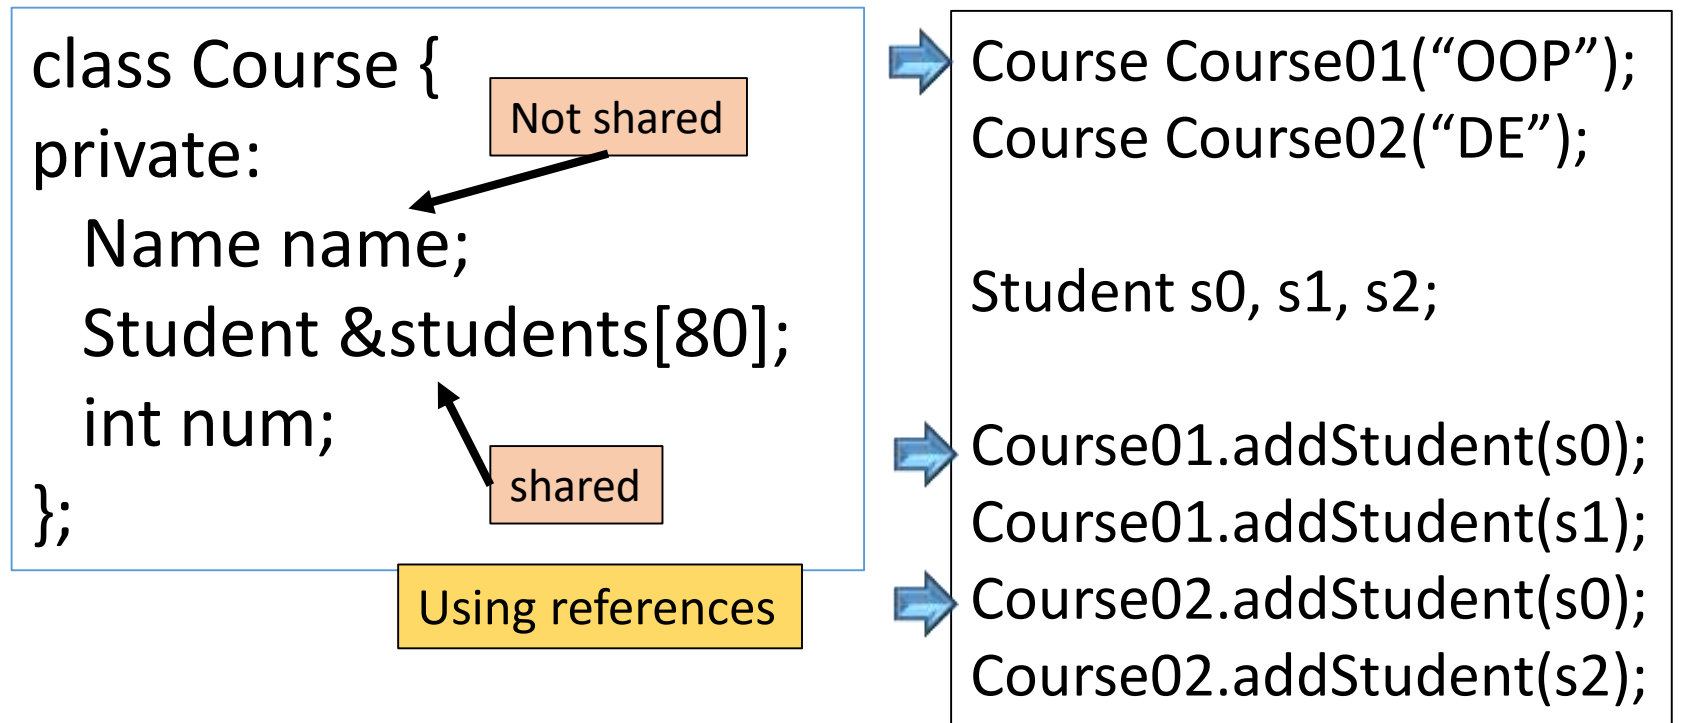 class Course {
private:
Name name;
Student &students[80];
int num;
};
Not shared
shared
Using references
Course Course01(“OOP”);
Course Course02(“DE”);
Student s0, s1, s2;
Course01.addStudent(s0);
Course01.addStudent(s1);
Course02.addStudent(s0);
Course02.addStudent(s2);